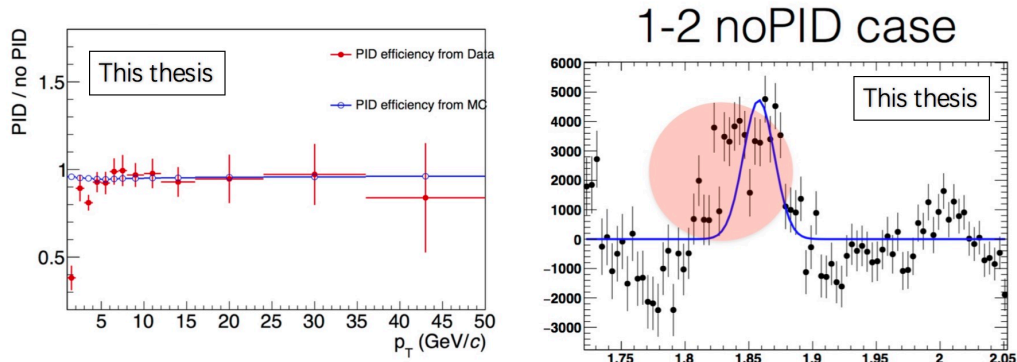 PID / no PID
1.5
1
0.5
This thesis
PID efficiency from Data
PID efficiency from MC
5 10 15 20 25 30 35 40 45 50
p_T (GeV/c)
1-2 noPID case
This thesis
6000
5000
4000
3000
2000
1000
0
-1000
-2000
-3000
1.75 1.8 1.85 1.9 1.95 2 2.05